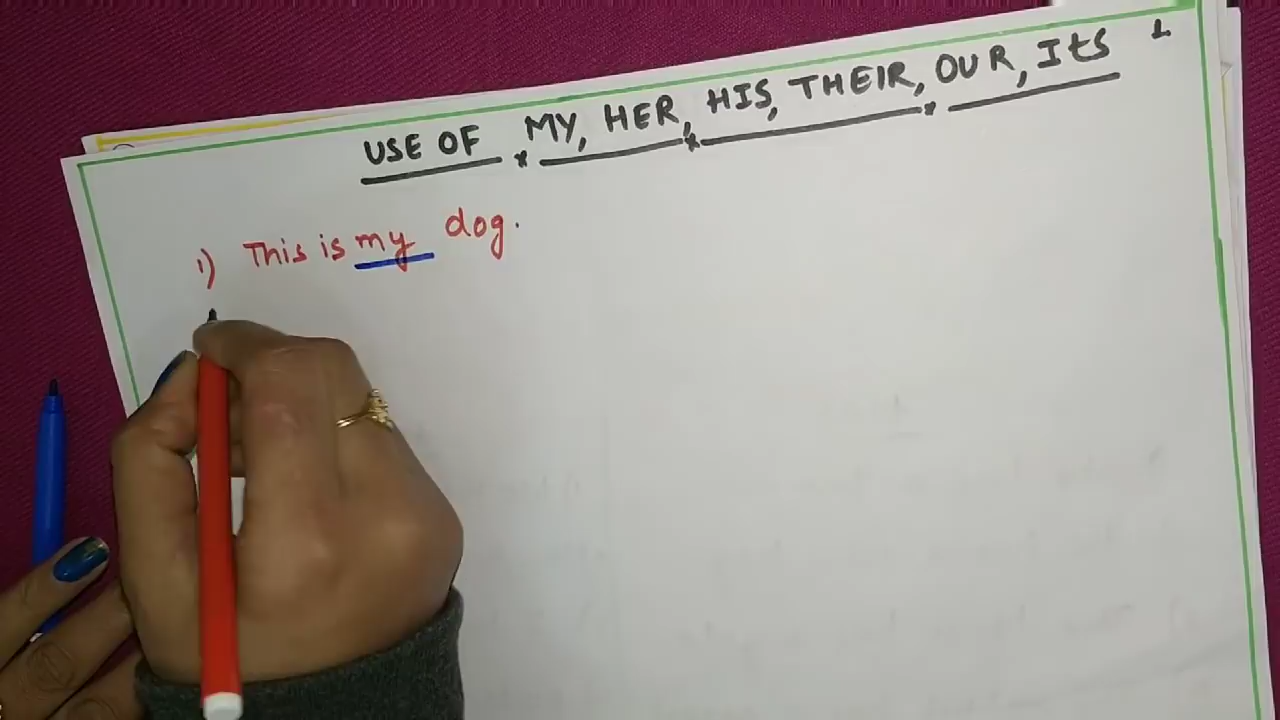 USE OF MY, HER, HIS, THEIR, OUR, Its
1) This is my dog.